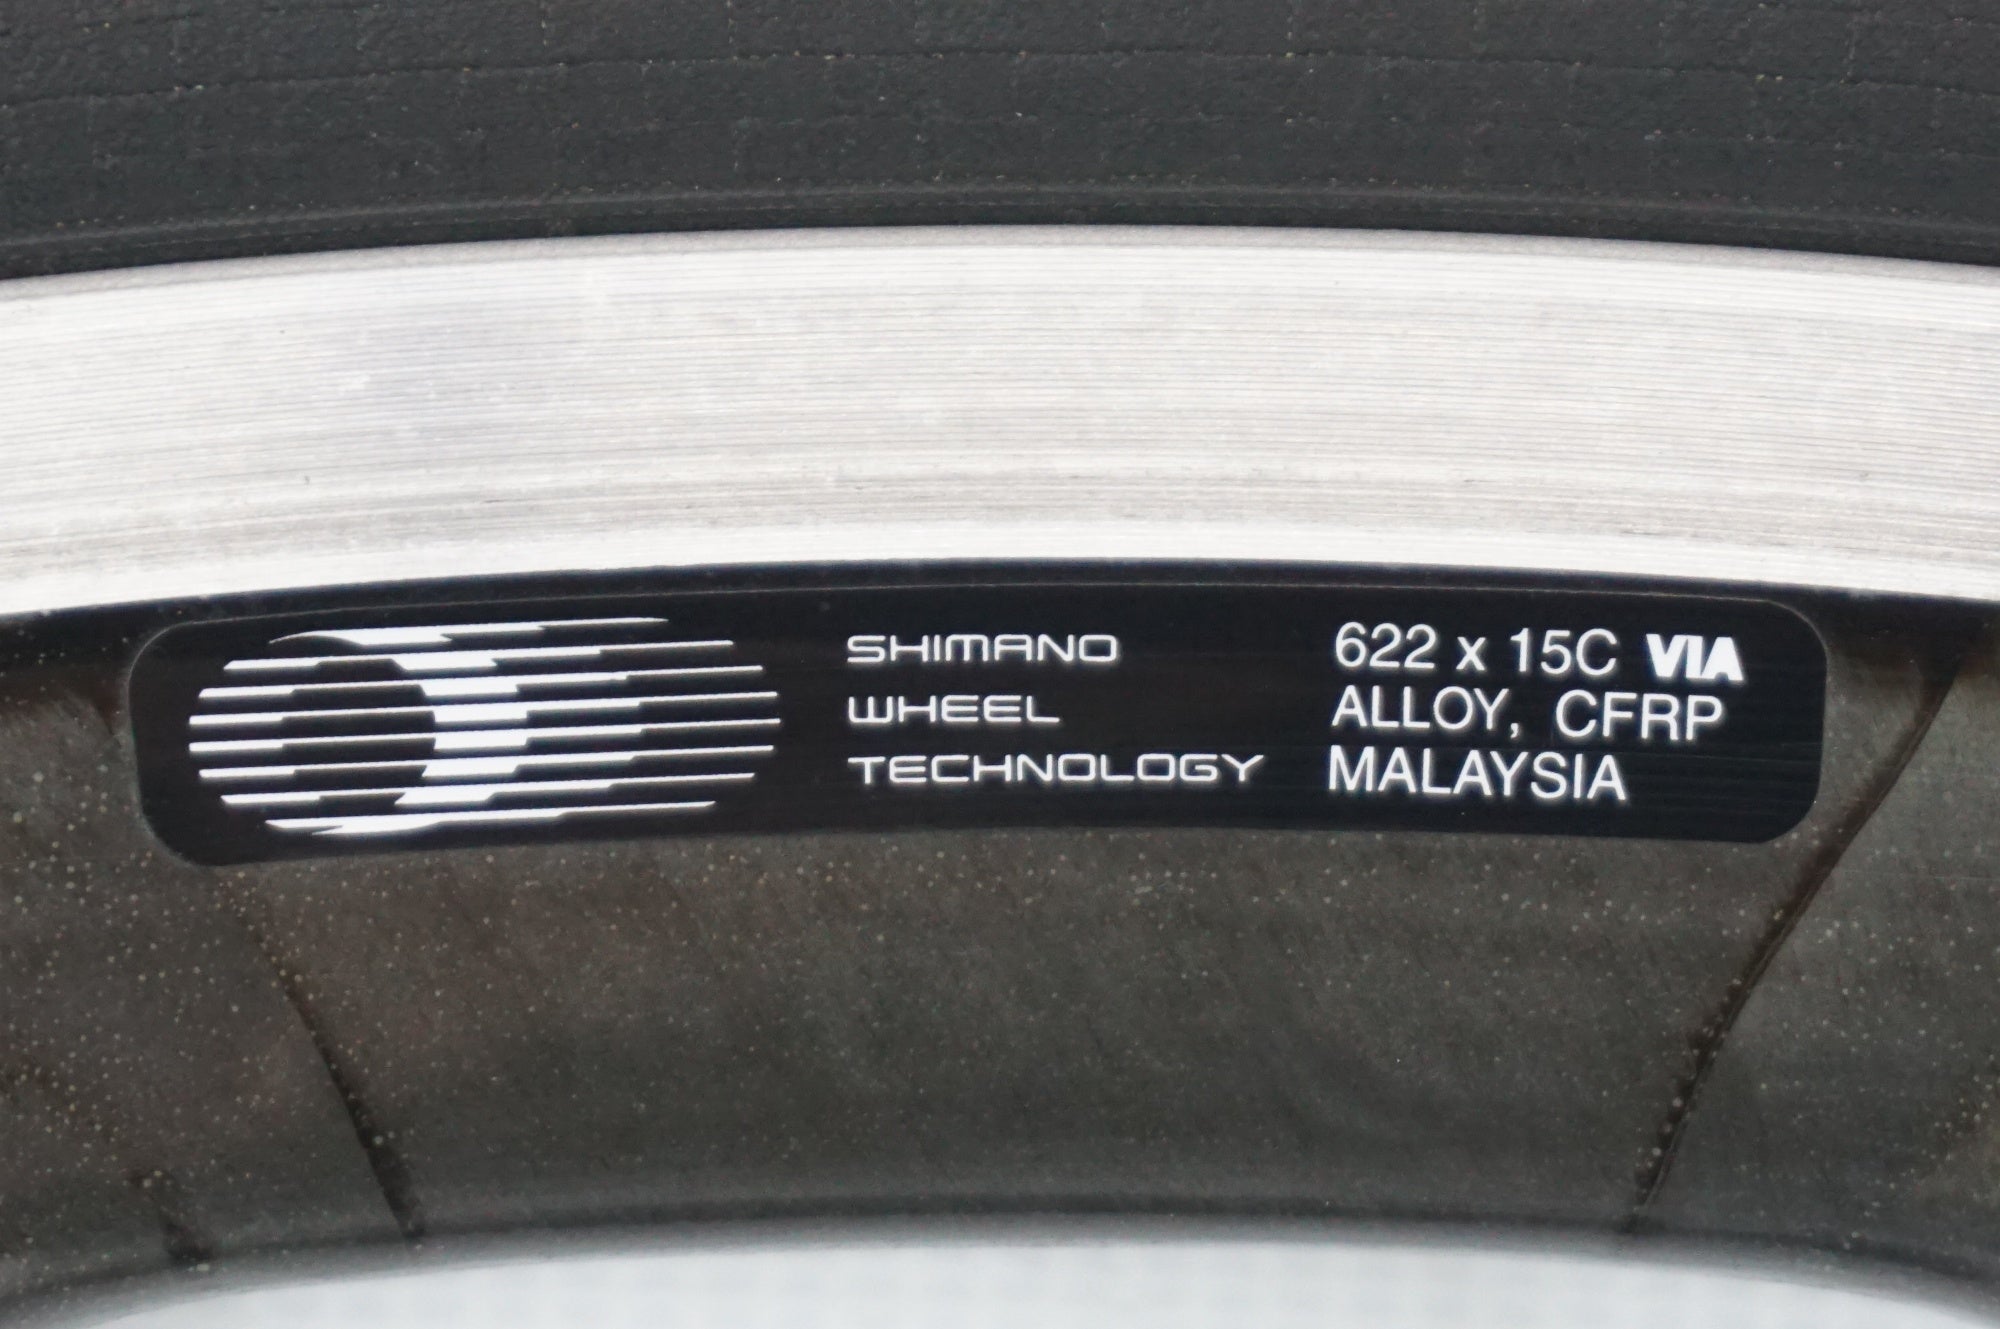 SHIMANO
WHEEL
TECHNOLOGY
622 x 15C VIA
ALLOY, CFRP
MALAYSIA